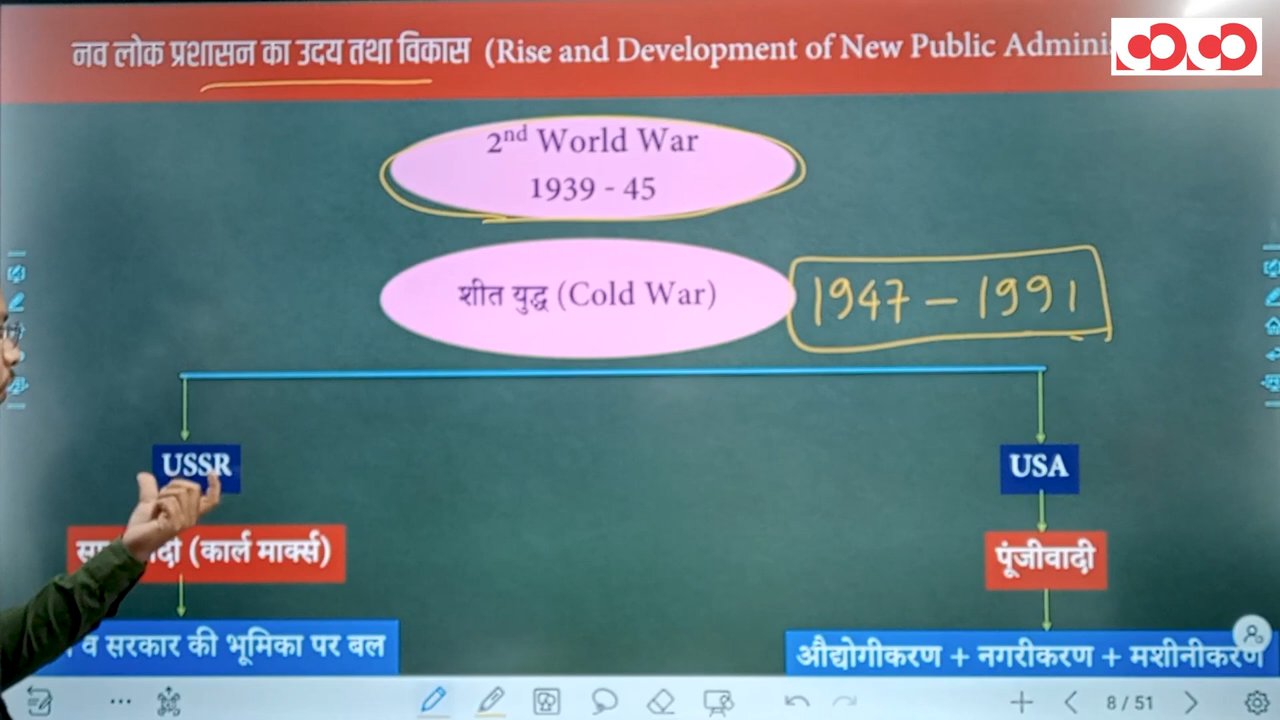 नव लोक प्रशासन का उदय तथा विकास (Rise and Development of New Public
2nd World War
1939 - 45
शीत युद्ध (Cold War)
1947 - 1991
USSR
USA
(कार्ल मार्क्स)
पूंजीवादी
व सरकार की भूमिका पर बल
औद्योगीकरण + नगरीकरण + मशीनीकरण
8 / 51